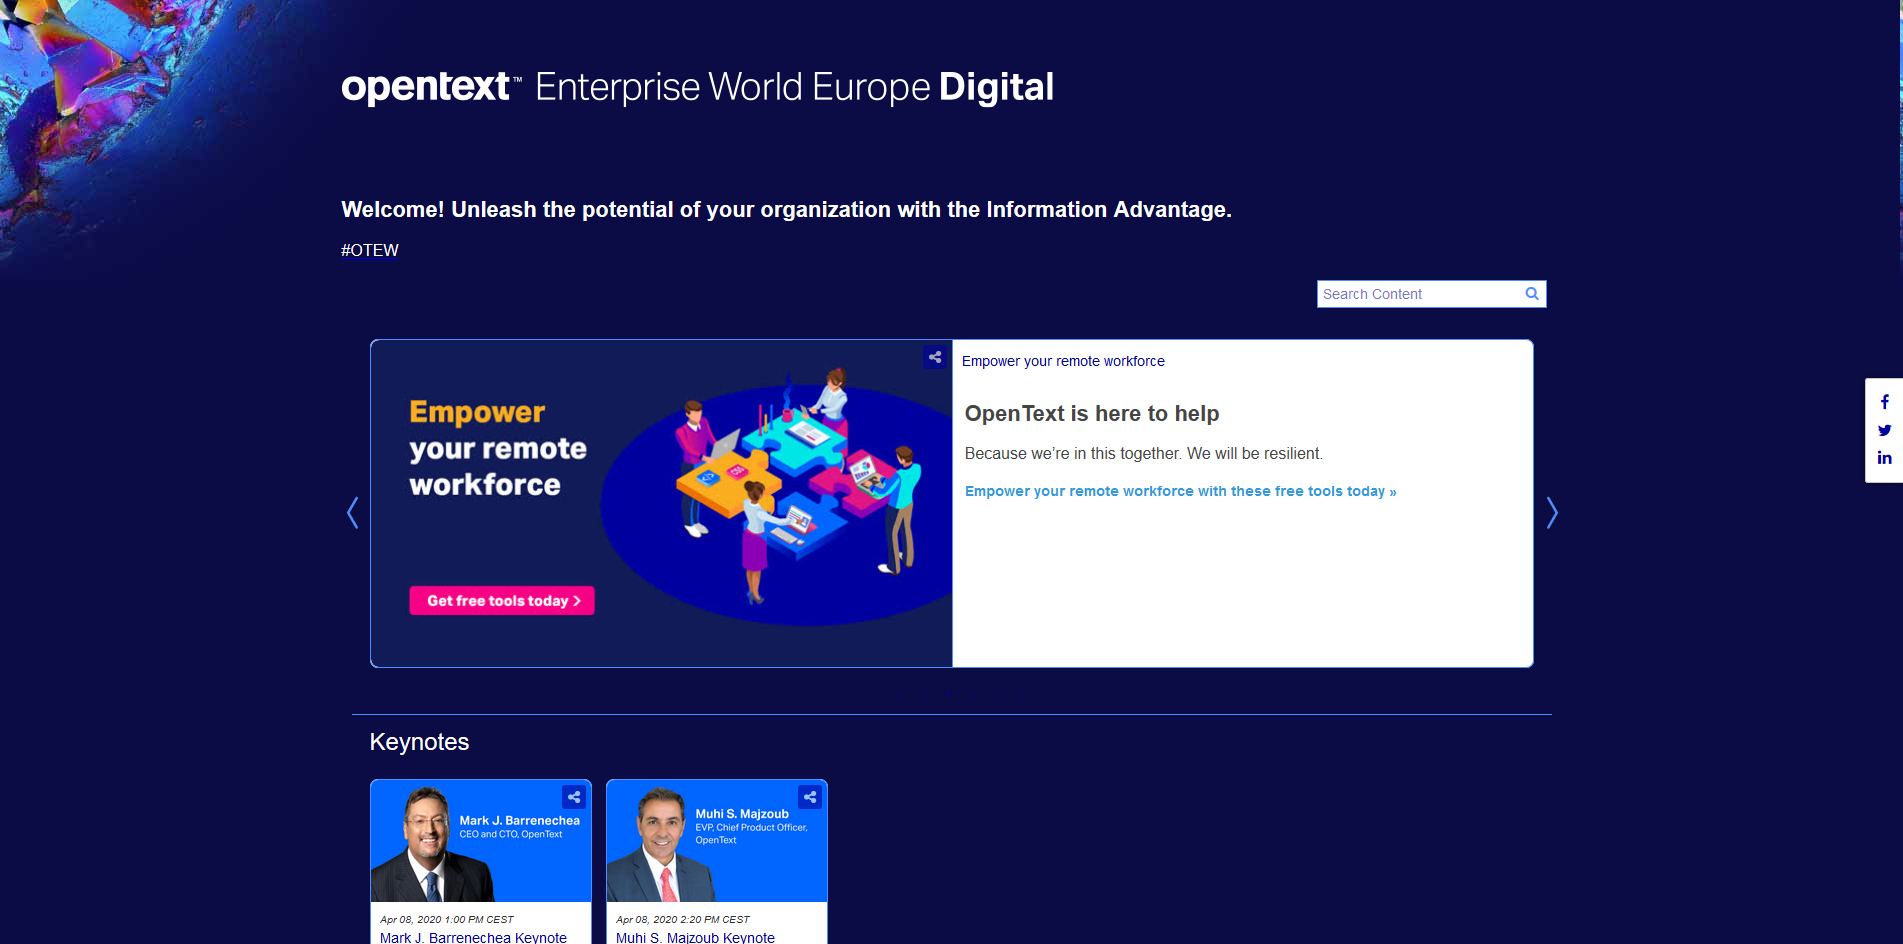 opentext™ Enterprise World Europe Digital
Welcome! Unleash the potential of your organization with the Information Advantage.
#OTEW
Search Content
Empower
your remote
workforce
Get free tools today >
Empower your remote workforce
OpenText is here to help
Because we’re in this together. We will be resilient.
Empower your remote workforce with these free tools today »
Keynotes
Mark J. Barrenechea
CEO and CTO, OpenText
Apr 08, 2020 1:00 PM CEST
Mark J. Barrenechea Keynote
Muhi S. Majzoub
EVP, Chief Product Officer,
OpenText
Apr 08, 2020 2:20 PM CEST
Muhi S. Majzoub Keynote